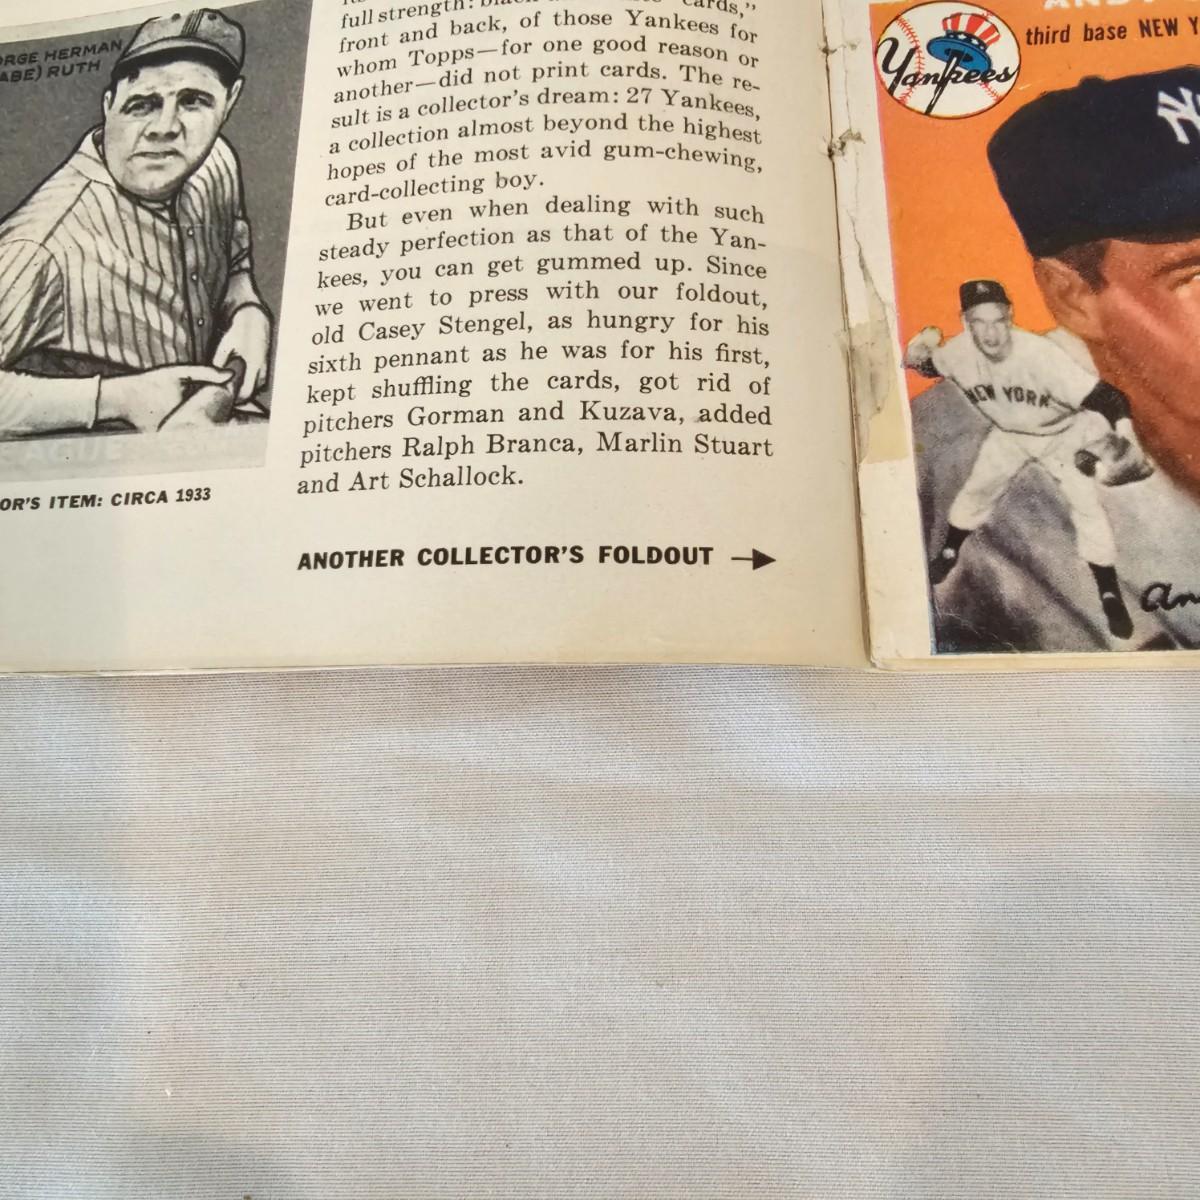 ORGE HERMAN
ABE) RUTH
EAGUE
OR'S ITEM: CIRCA 1933
full strength: cards,"
front and back, of those Yankees for
whom Topps—for one good reason or
another—did not print cards. The re-
sult is a collector's dream: 27 Yankees,
a collection almost beyond the highest
hopes of the most avid gum-chewing,
card-collecting boy.
But even when dealing with such
steady perfection as that of the Yan-
kees, you can get gummed up. Since
we went to press with our foldout,
old Casey Stengel, as hungry for his
sixth pennant as he was for his first,
kept shuffling the cards, got rid of
pitchers Gorman and Kuzava, added
pitchers Ralph Branca, Marlin Stuart
and Art Schallock.
ANOTHER COLLECTOR'S FOLDOUT
Yankees
third base NEW Y
NEW YORK
An